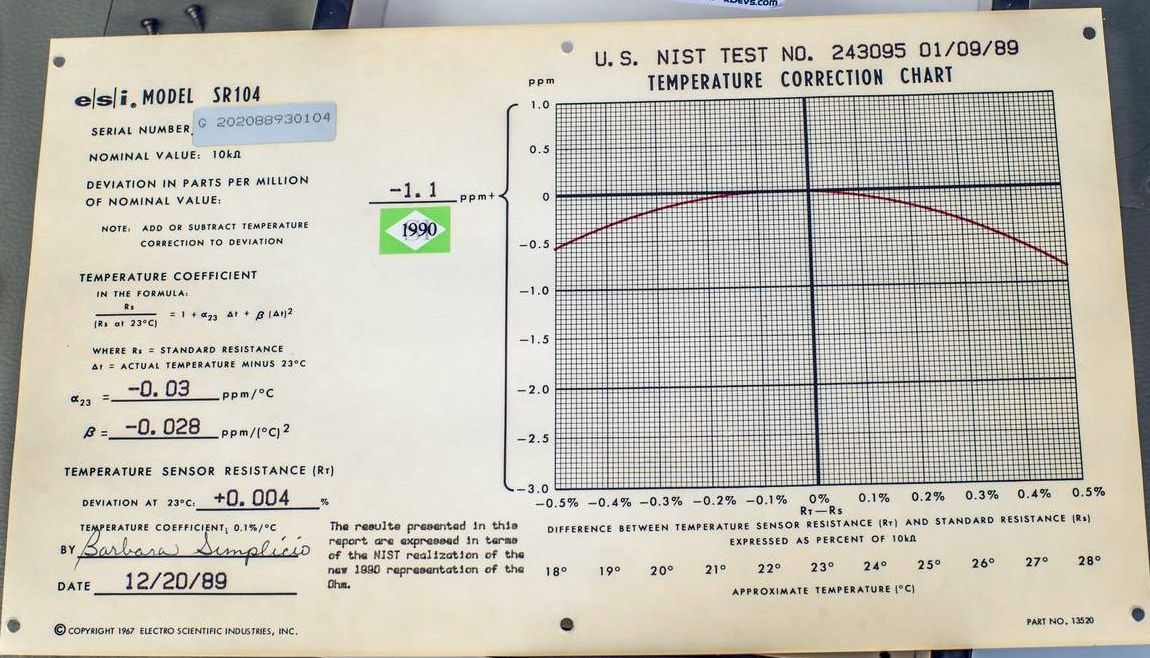 xDevs.com
U.S. NIST TEST NO. 243095 01/09/89
TEMPERATURE CORRECTION CHART
e|s|i® MODEL SR104
SERIAL NUMBER G 202088930104
NOMINAL VALUE: 10kΩ
DEVIATION IN PARTS PER MILLION
OF NOMINAL VALUE:
-1.1 ppm+
1990
NOTE: ADD OR SUBTRACT TEMPERATURE
CORRECTION TO DEVIATION
TEMPERATURE COEFFICIENT
IN THE FORMULA:
Rs
(Rs at 23°C) = 1 + α23 Δt + β (Δt)2
WHERE Rs = STANDARD RESISTANCE
Δt = ACTUAL TEMPERATURE MINUS 23°C
α23 = -0.03 ppm/°C
β = -0.028 ppm/(°C)2
TEMPERATURE SENSOR RESISTANCE (RT)
DEVIATION AT 23°C: +0.004 %
TEMPERATURE COEFFICIENT: 0.1%/°C
BY Barbara Simplicio
DATE 12/20/89
The results presented in this
report are expressed in terms
of the NIST realization of the
new 1990 representation of the
Ohm.
© COPYRIGHT 1967 ELECTRO SCIENTIFIC INDUSTRIES, INC.
ppm
1.0
0.5
0
-0.5
-1.0
-1.5
-2.0
-2.5
-3.0
-0.5% -0.4% -0.3% -0.2% -0.1% 0% 0.1% 0.2% 0.3% 0.4% 0.5%
RT—Rs
DIFFERENCE BETWEEN TEMPERATURE SENSOR RESISTANCE (RT) AND STANDARD RESISTANCE (Rs)
EXPRESSED AS PERCENT OF 10kΩ
18° 19° 20° 21° 22° 23° 24° 25° 26° 27° 28°
APPROXIMATE TEMPERATURE (°C)
PART NO. 13520